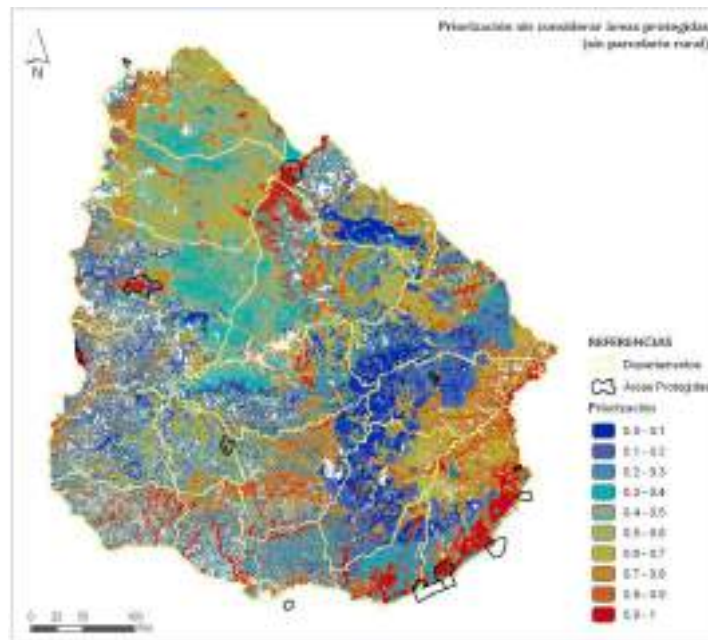 Priorización sin considerar áreas protegidas
(sin parcelario rural)
N
REFERENCIAS
Departamentos
Áreas Protegidas
Priorización
0.0 - 0.1
0.1 - 0.2
0.2 - 0.3
0.3 - 0.4
0.4 - 0.5
0.5 - 0.6
0.6 - 0.7
0.7 - 0.8
0.8 - 0.9
0.9 - 1
0